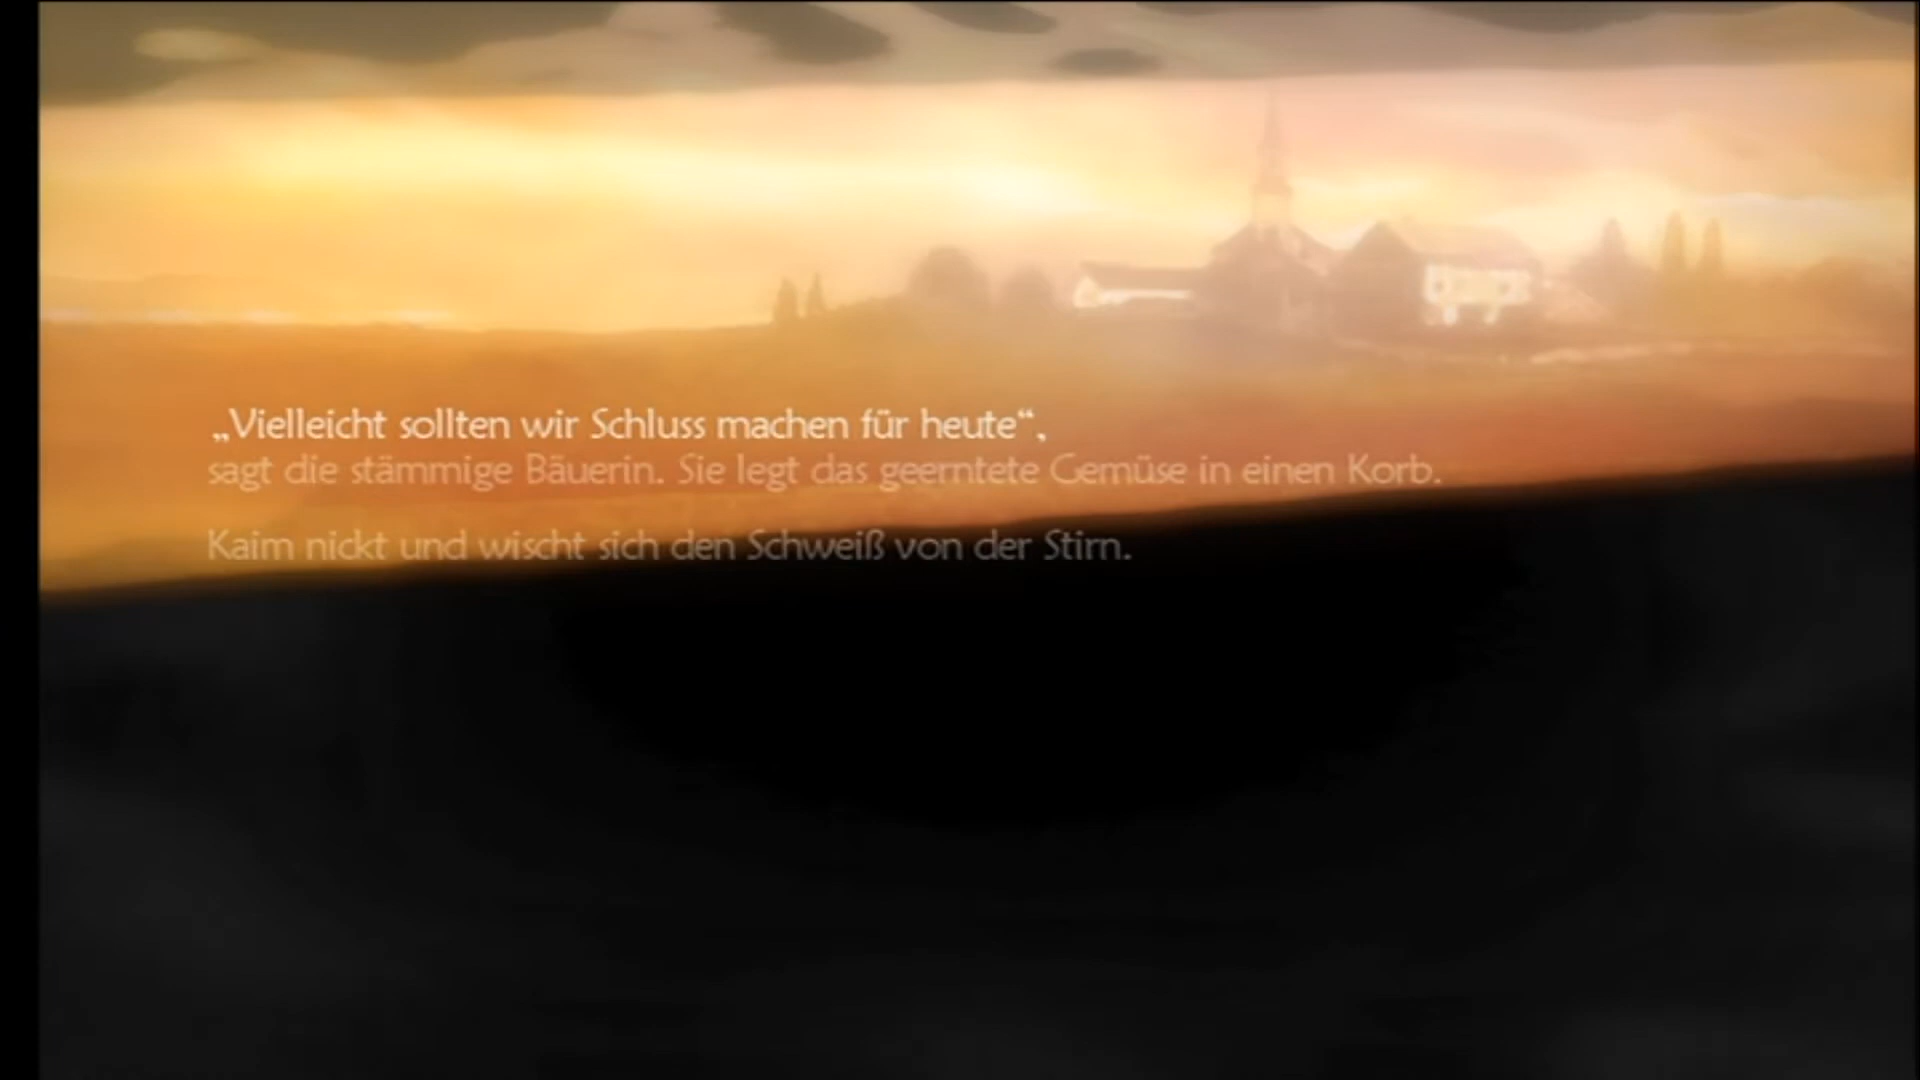 „Vielleicht sollten wir Schluss machen für heute“,
sagt die stämmige Bäuerin. Sie legt das geerntete Gemüse in einen Korb.
Kaim nickt und wischt sich den Schweiß von der Stirn.